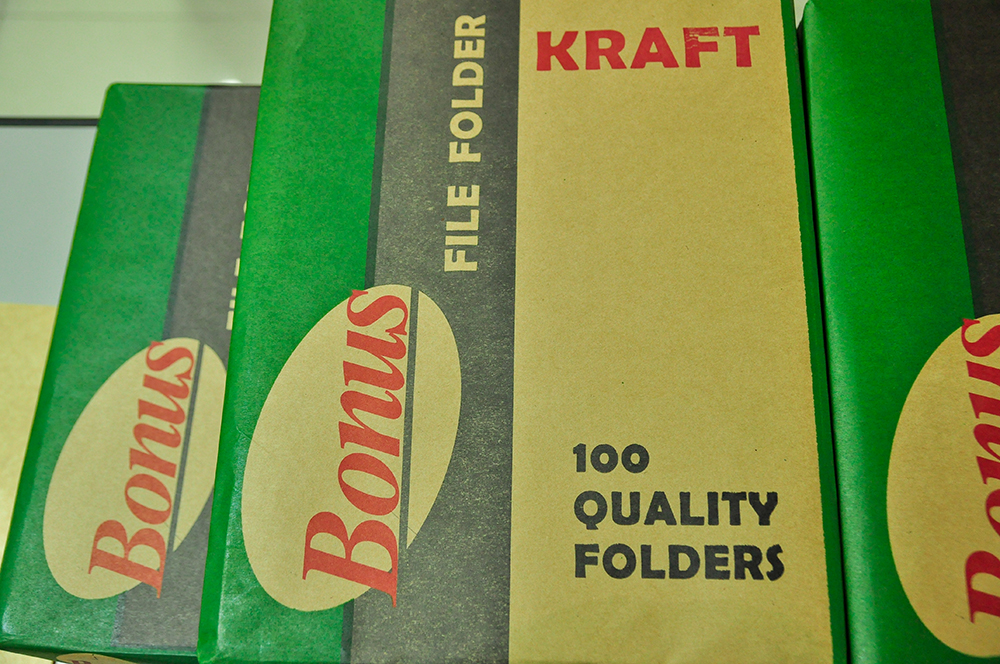 KRAFT
FILE FOLDER
Bonus
100
QUALITY
FOLDERS
Bonus
Bonus